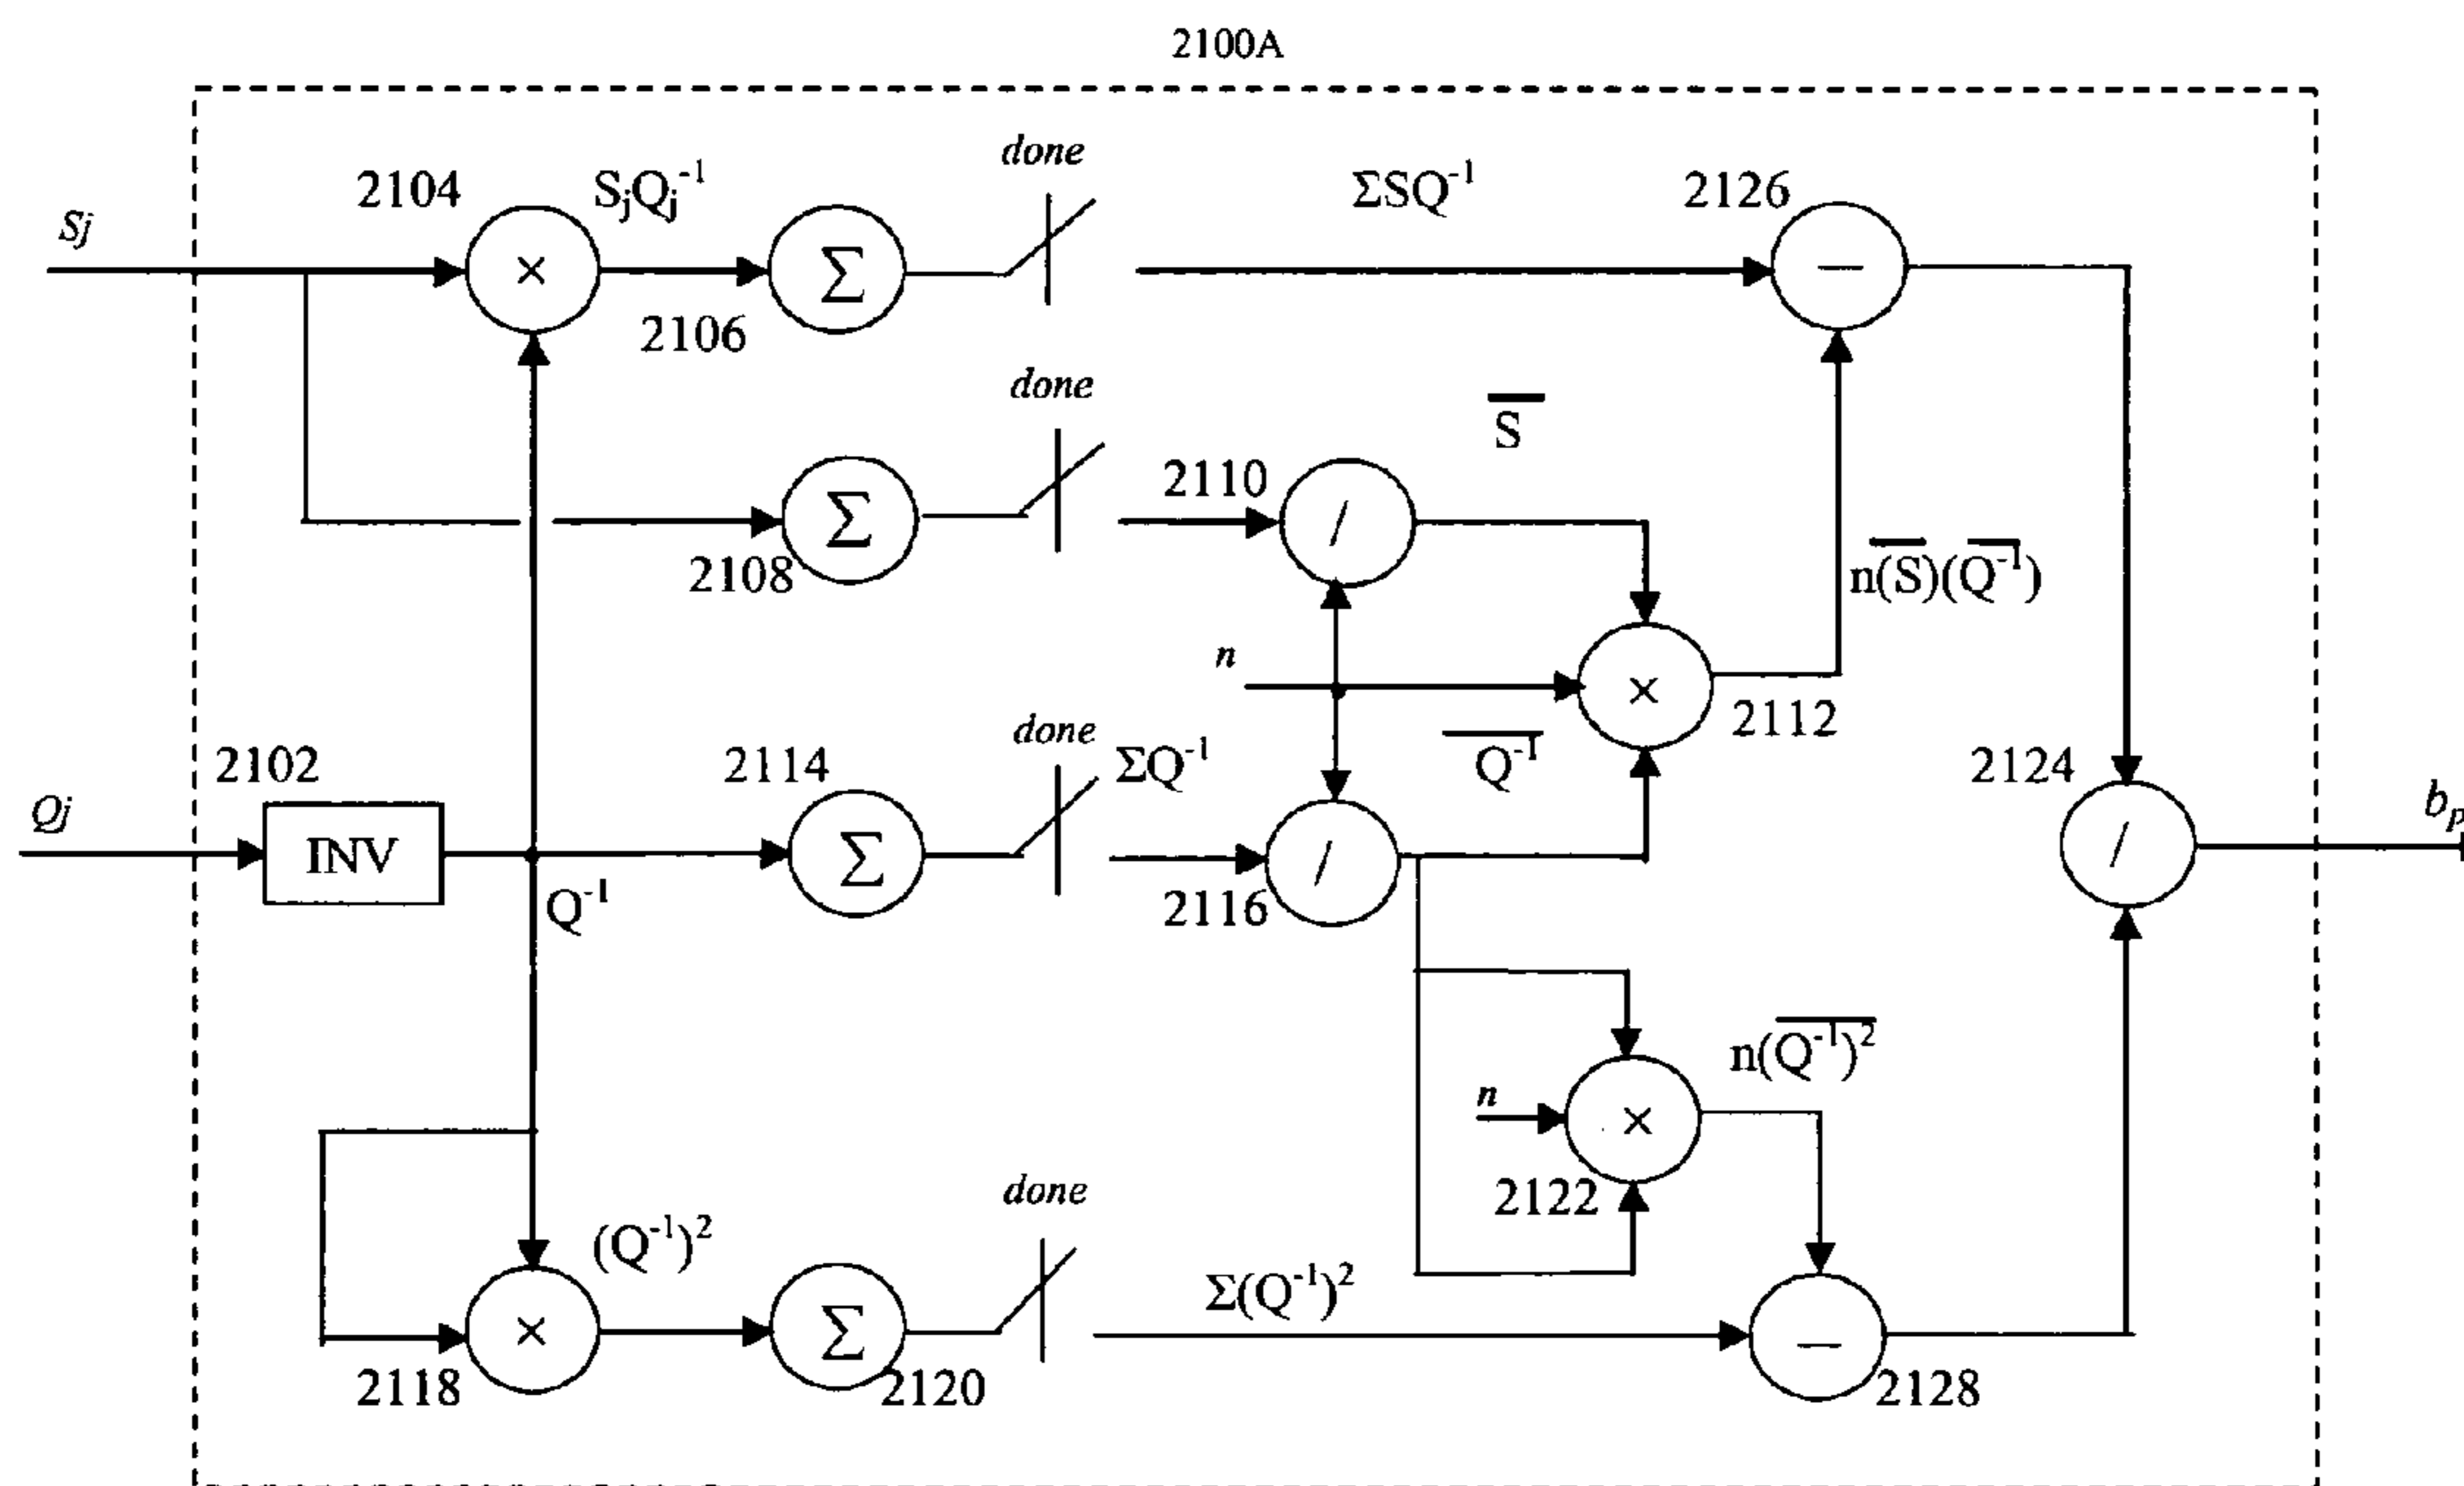 2100A
done
2104
SⱼQⱼ⁻¹
ΣSQ⁻¹
2126
Sj
×
Σ
—
2106
done
S̅
2110
Σ
/
2108
n(S̅)(Q̅⁻̅¹̅)
n
×
2112
done
2102
2114
ΣQ⁻¹
Q̅⁻̅¹̅
2124
Qj
INV
Σ
/
/
bₚ
Q⁻¹
2116
n(Q̅⁻̅¹̅)̅²̅
n
×
2122
done
(Q⁻¹)²
Σ(Q⁻¹)²
×
Σ
—
2118
2120
2128